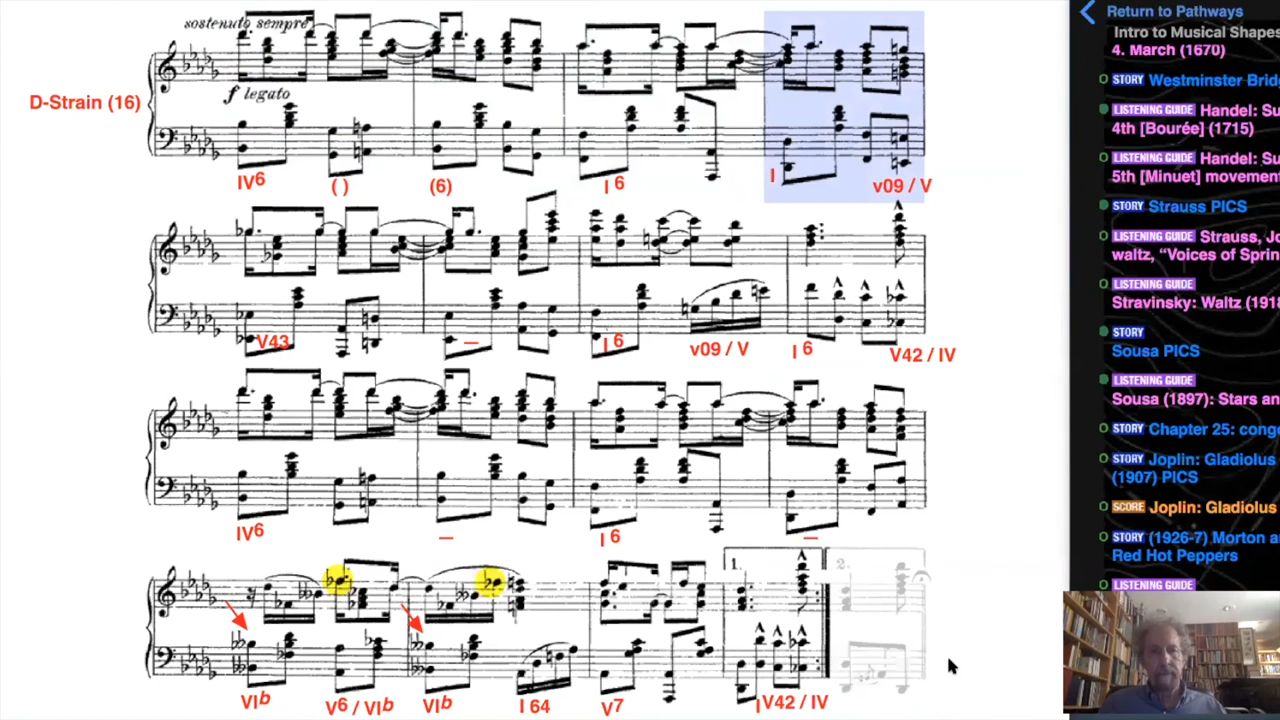 sostenuto sempre
f legato
D-Strain (16)
IV6
( )
(6)
I 6
I
v09 / V
V43
–
I 6
v09 / V
I 6
V42 / IV
IV6
–
I 6
–
1.
2.
VIb
V6 / VIb
VIb
I 64
V7
I
V42 / IV
Return to Pathways
Intro to Musical Shapes
4. March (1670)
STORY Westminster Brid
LISTENING GUIDE Handel: Su
4th [Bourée] (1715)
LISTENING GUIDE Handel: Su
5th [Minuet] moveme
STORY Strauss PICS
LISTENING GUIDE Strauss, Jo
waltz, “Voices of Sprin
LISTENING GUIDE
Stravinsky: Waltz (191
STORY
Sousa PICS
LISTENING GUIDE
Sousa (1897): Stars an
STORY Chapter 25: cong
STORY Joplin: Gladiolus
(1907) PICS
SCORE Joplin: Gladiolus
STORY (1926-7) Morton a
Red Hot Peppers
LISTENING GUIDE